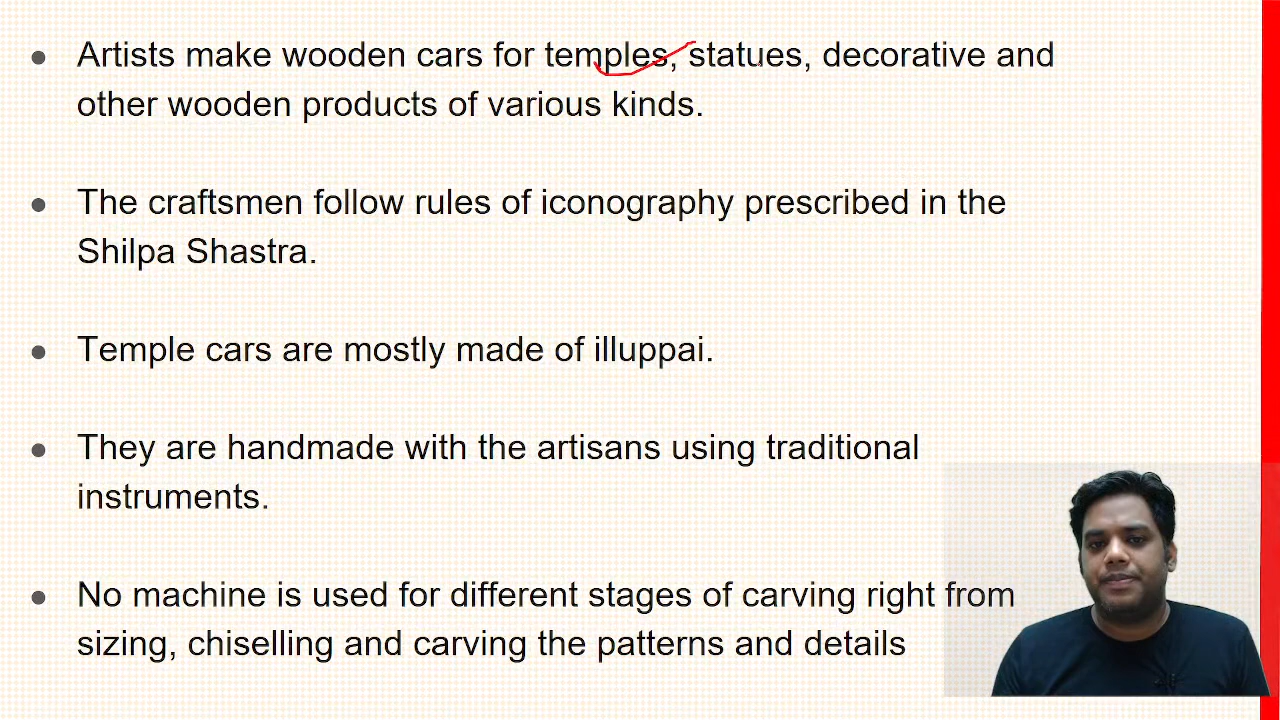 ● Artists make wooden cars for temples, statues, decorative and
other wooden products of various kinds.
● The craftsmen follow rules of iconography prescribed in the
Shilpa Shastra.
● Temple cars are mostly made of illuppai.
● They are handmade with the artisans using traditional
instruments.
● No machine is used for different stages of carving right from
sizing, chiselling and carving the patterns and details